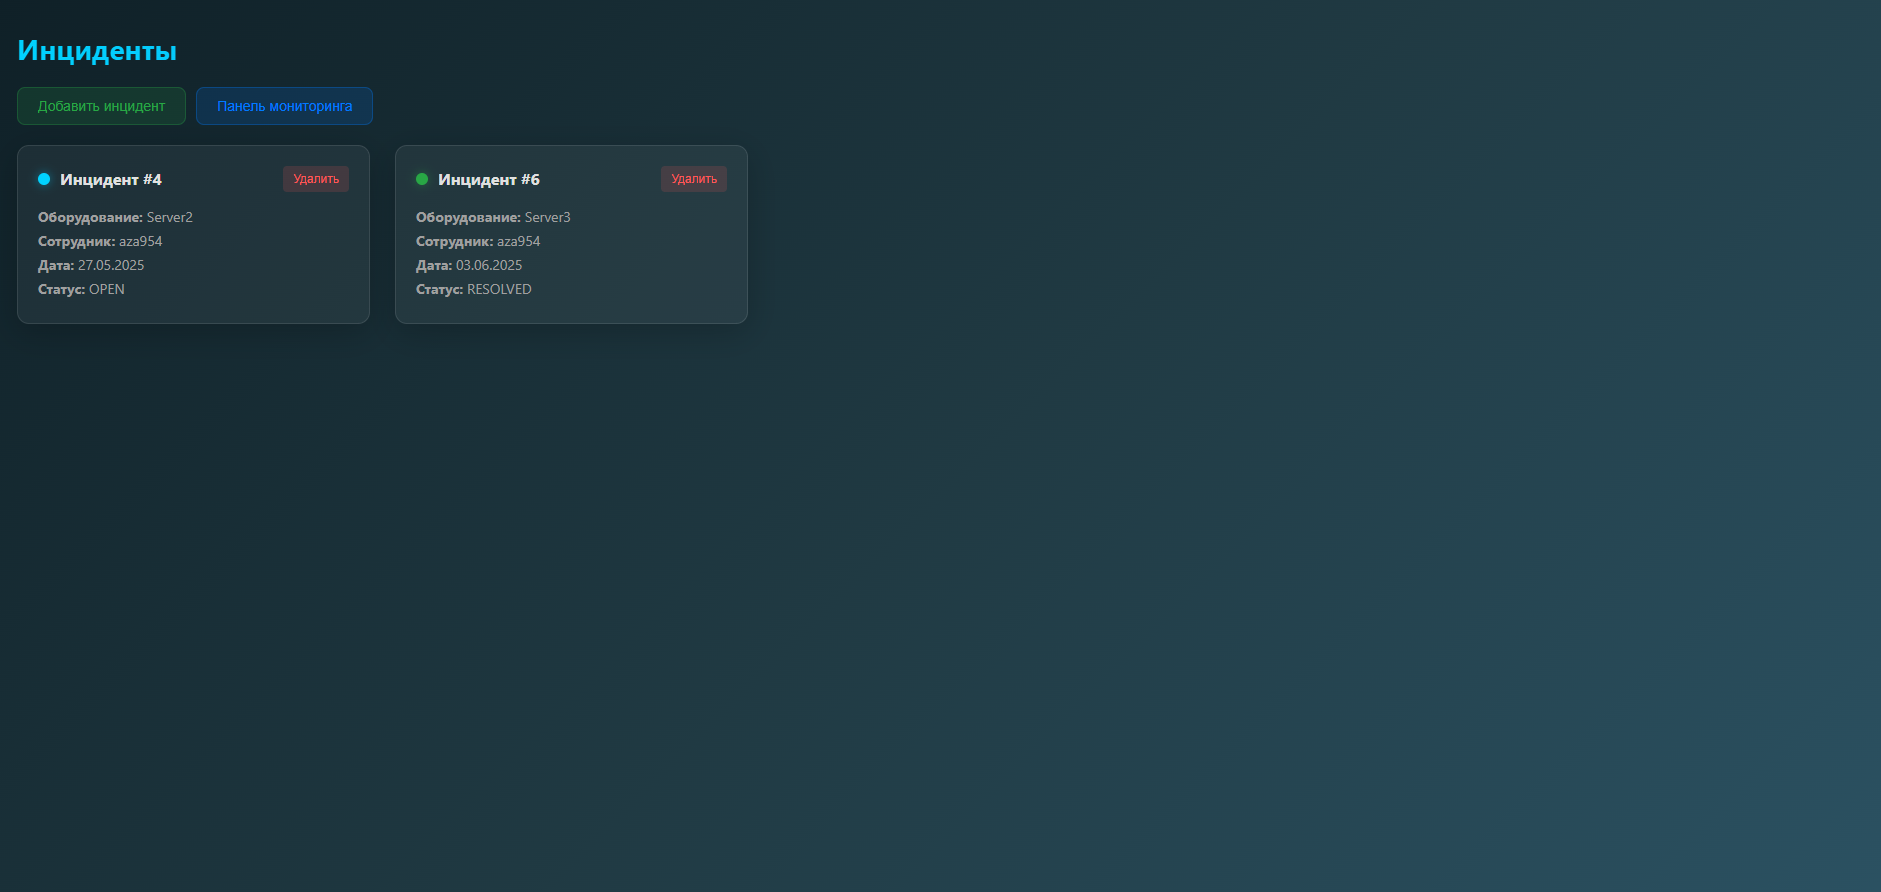 Инциденты
Добавить инцидент
Панель мониторинга
Инцидент #4
Удалить
Оборудование: Server2
Сотрудник: aza954
Дата: 27.05.2025
Статус: OPEN
Инцидент #6
Удалить
Оборудование: Server3
Сотрудник: aza954
Дата: 03.06.2025
Статус: RESOLVED